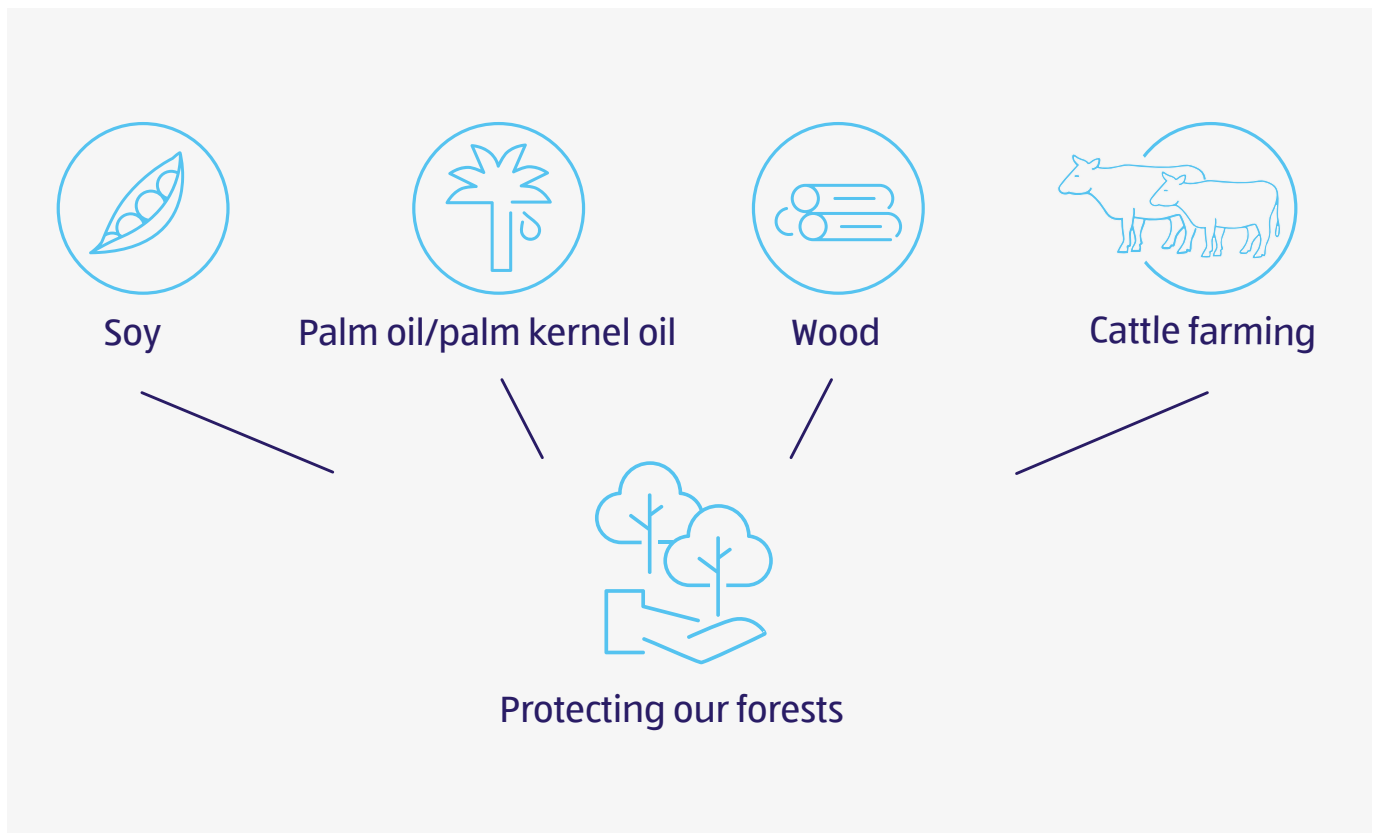 Soy
Palm oil/palm kernel oil
Wood
Cattle farming
Protecting our forests